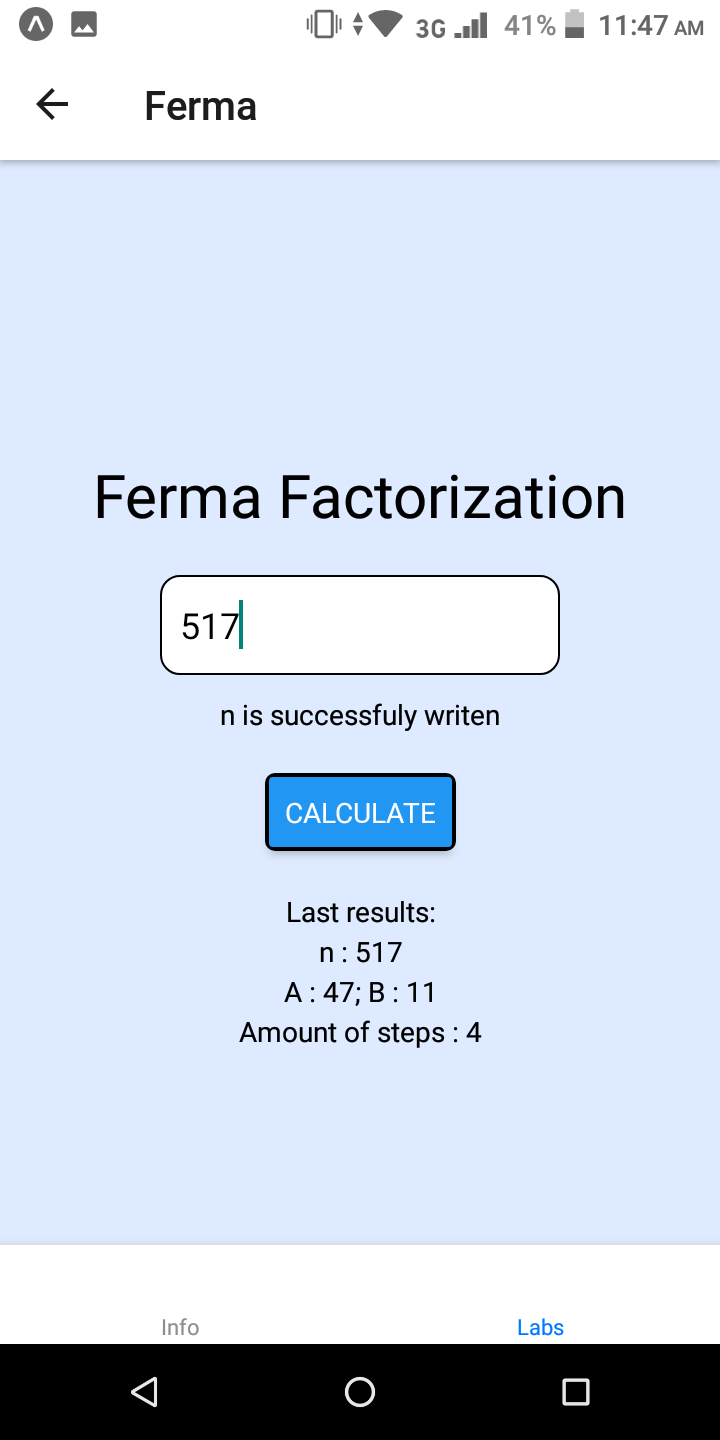 3G 41% 11:47 AM
Ferma
Ferma Factorization
517
n is successfuly writen
CALCULATE
Last results:
n : 517
A : 47; B : 11
Amount of steps : 4
Info Labs